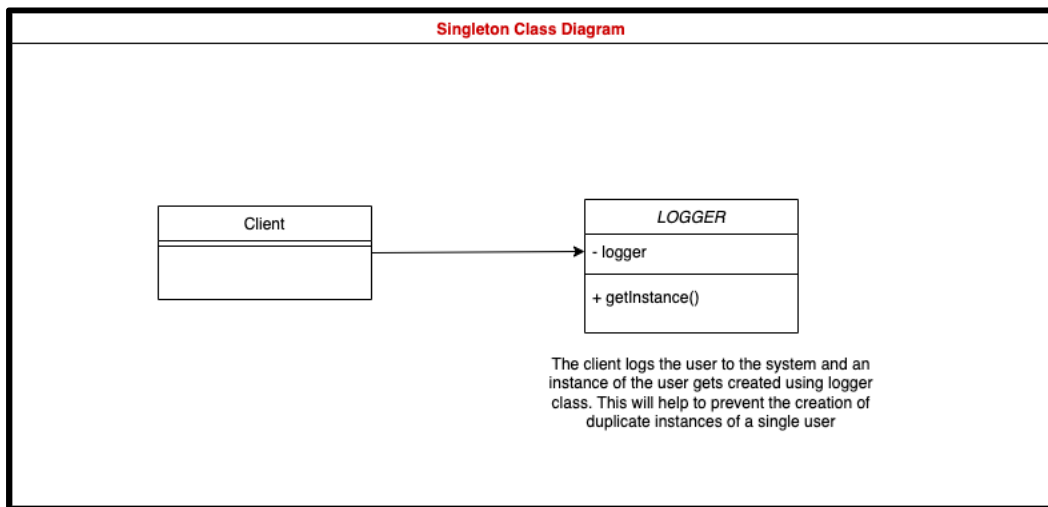 Singleton Class Diagram
Client
LOGGER
- logger
+ getInstance()
The client logs the user to the system and an
instance of the user gets created using logger
class. This will help to prevent the creation of
duplicate instances of a single user